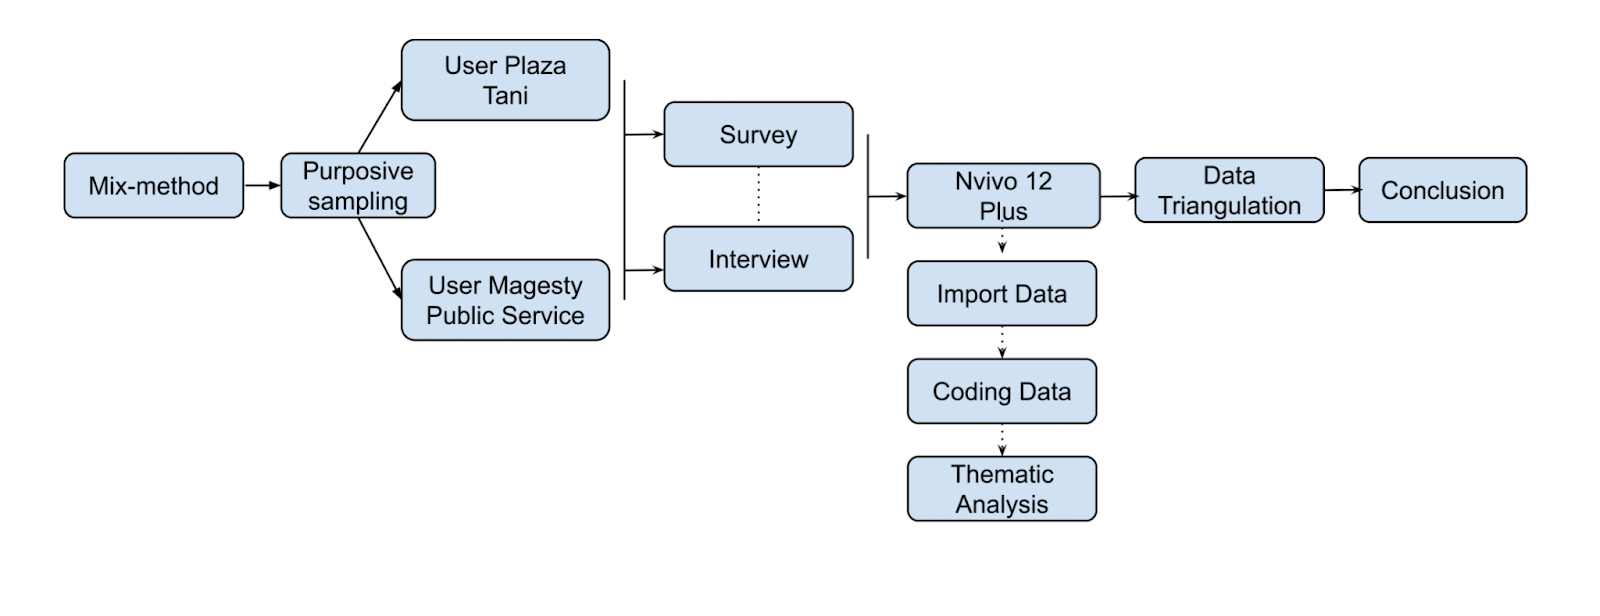 Mix-method
Purposive
sampling
User Plaza
Tani
User Magesty
Public Service
Survey
Interview
Nvivo 12
Plus
Import Data
Coding Data
Thematic
Analysis
Data
Triangulation
Conclusion